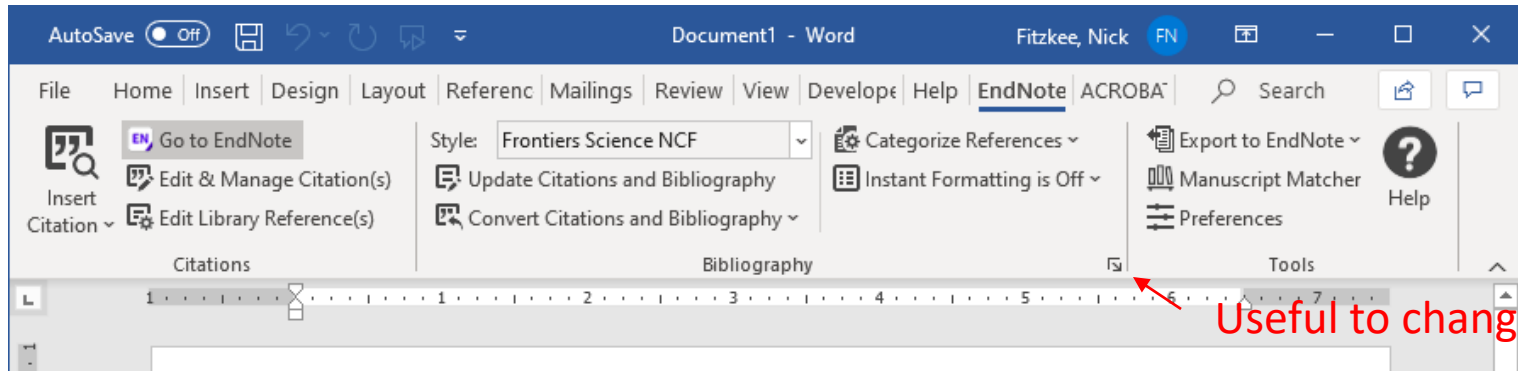 AutoSave Off Document1 - Word Fitzkee, Nick FN
File Home Insert Design Layout Referenc Mailings Review View Develope Help EndNote ACROBAT Search
Insert Citation
Go to EndNote
Edit & Manage Citation(s)
Edit Library Reference(s)
Citations
Style: Frontiers Science NCF
Update Citations and Bibliography
Convert Citations and Bibliography
Categorize References
Instant Formatting is Off
Bibliography
Export to EndNote
Manuscript Matcher
Preferences
Tools
Help
1 1 2 3 4 5 6 7
Useful to chang
1